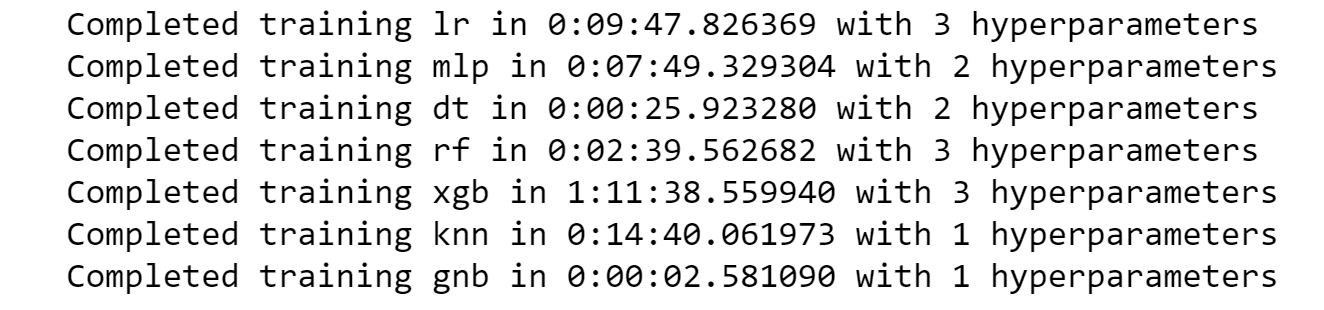 Completed training lr in 0:09:47.826369 with 3 hyperparameters
Completed training mlp in 0:07:49.329304 with 2 hyperparameters
Completed training dt in 0:00:25.923280 with 2 hyperparameters
Completed training rf in 0:02:39.562682 with 3 hyperparameters
Completed training xgb in 1:11:38.559940 with 3 hyperparameters
Completed training knn in 0:14:40.061973 with 1 hyperparameters
Completed training gnb in 0:00:02.581090 with 1 hyperparameters